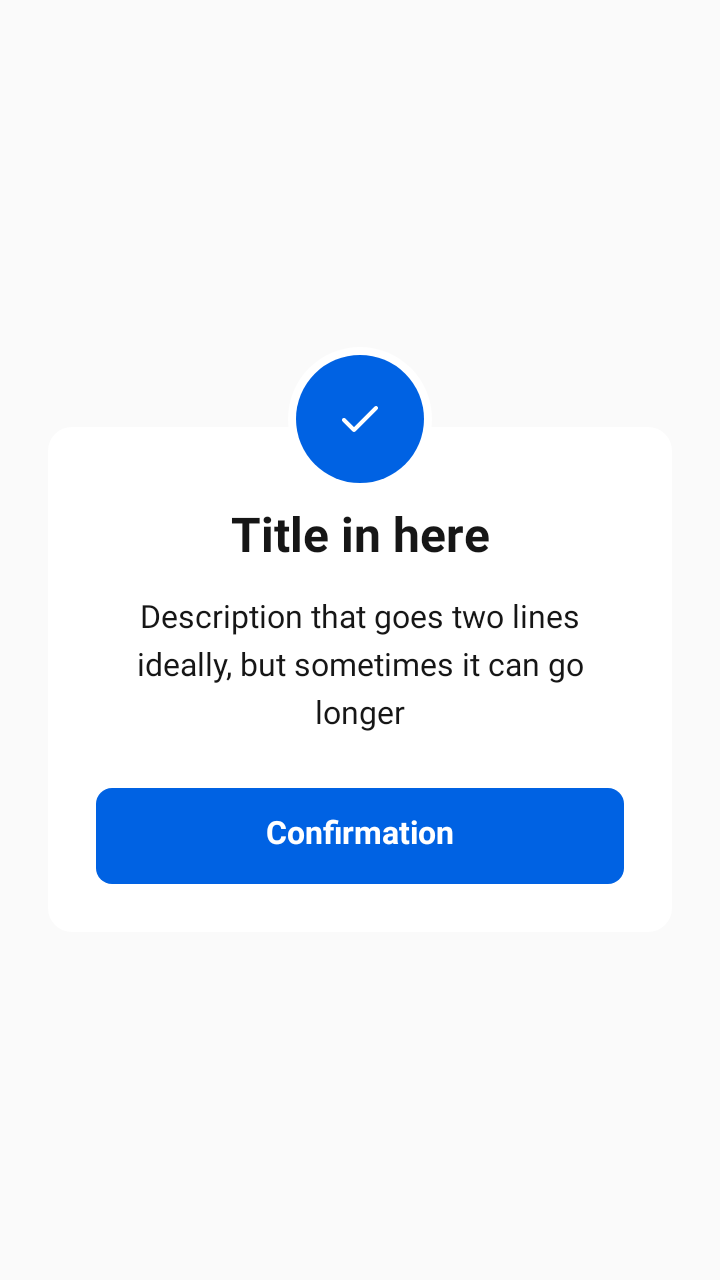 Title in here
Description that goes two lines
ideally, but sometimes it can go
longer
Confirmation